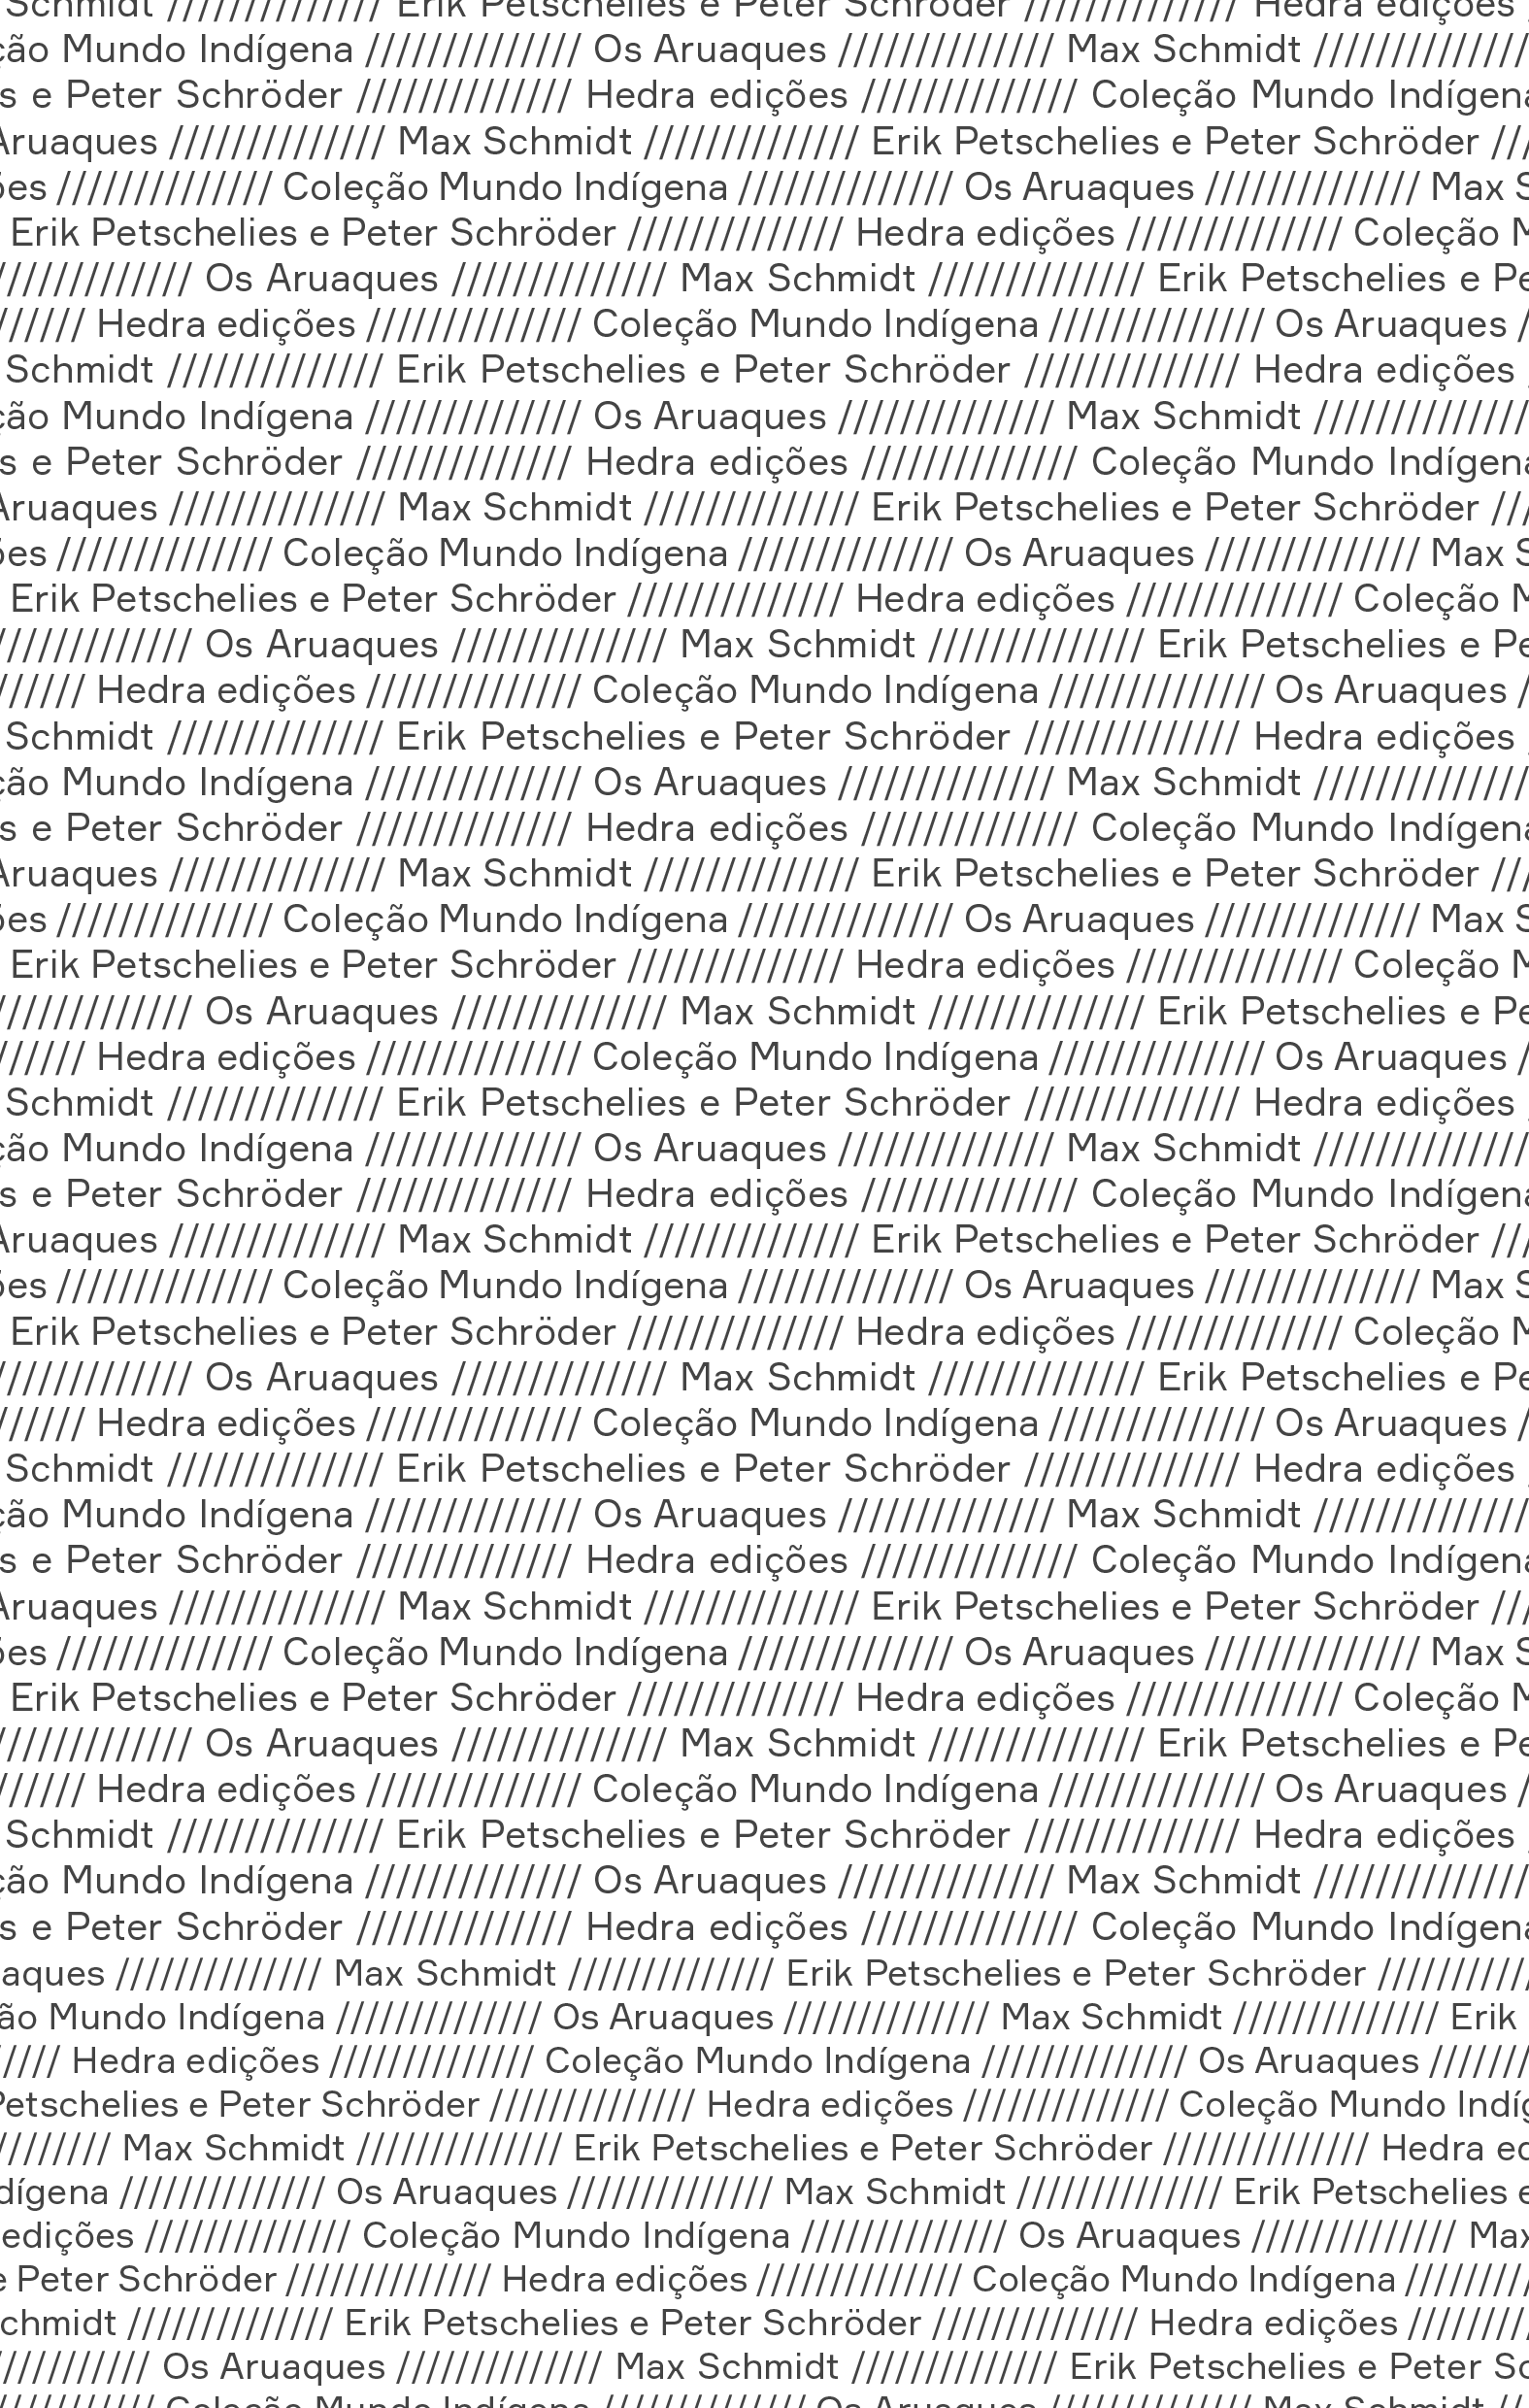 Schmidt ////////////// Erik Petschelies e Peter Schröder ////////////// Hedra edições
ção Mundo Indígena ////////////// Os Aruaques ////////////// Max Schmidt //////////////
s e Peter Schröder ////////////// Hedra edições ////////////// Coleção Mundo Indígena
Aruaques ////////////// Max Schmidt ////////////// Erik Petschelies e Peter Schröder ///
ões ////////////// Coleção Mundo Indígena ////////////// Os Aruaques ////////////// Max S
Erik Petschelies e Peter Schröder ////////////// Hedra edições ////////////// Coleção M
///////////// Os Aruaques ////////////// Max Schmidt ////////////// Erik Petschelies e Pe
////// Hedra edições ////////////// Coleção Mundo Indígena ////////////// Os Aruaques /
Schmidt ////////////// Erik Petschelies e Peter Schröder ////////////// Hedra edições
ção Mundo Indígena ////////////// Os Aruaques ////////////// Max Schmidt //////////////
s e Peter Schröder ////////////// Hedra edições ////////////// Coleção Mundo Indígena
Aruaques ////////////// Max Schmidt ////////////// Erik Petschelies e Peter Schröder ///
ões ////////////// Coleção Mundo Indígena ////////////// Os Aruaques ////////////// Max S
Erik Petschelies e Peter Schröder ////////////// Hedra edições ////////////// Coleção M
///////////// Os Aruaques ////////////// Max Schmidt ////////////// Erik Petschelies e Pe
////// Hedra edições ////////////// Coleção Mundo Indígena ////////////// Os Aruaques /
Schmidt ////////////// Erik Petschelies e Peter Schröder ////////////// Hedra edições
ção Mundo Indígena ////////////// Os Aruaques ////////////// Max Schmidt //////////////
s e Peter Schröder ////////////// Hedra edições ////////////// Coleção Mundo Indígena
Aruaques ////////////// Max Schmidt ////////////// Erik Petschelies e Peter Schröder ///
ões ////////////// Coleção Mundo Indígena ////////////// Os Aruaques ////////////// Max S
Erik Petschelies e Peter Schröder ////////////// Hedra edições ////////////// Coleção M
///////////// Os Aruaques ////////////// Max Schmidt ////////////// Erik Petschelies e Pe
////// Hedra edições ////////////// Coleção Mundo Indígena ////////////// Os Aruaques /
Schmidt ////////////// Erik Petschelies e Peter Schröder ////////////// Hedra edições
ção Mundo Indígena ////////////// Os Aruaques ////////////// Max Schmidt //////////////
s e Peter Schröder ////////////// Hedra edições ////////////// Coleção Mundo Indígena
Aruaques ////////////// Max Schmidt ////////////// Erik Petschelies e Peter Schröder ///
ões ////////////// Coleção Mundo Indígena ////////////// Os Aruaques ////////////// Max S
Erik Petschelies e Peter Schröder ////////////// Hedra edições ////////////// Coleção M
///////////// Os Aruaques ////////////// Max Schmidt ////////////// Erik Petschelies e Pe
////// Hedra edições ////////////// Coleção Mundo Indígena ////////////// Os Aruaques /
Schmidt ////////////// Erik Petschelies e Peter Schröder ////////////// Hedra edições
ção Mundo Indígena ////////////// Os Aruaques ////////////// Max Schmidt //////////////
s e Peter Schröder ////////////// Hedra edições ////////////// Coleção Mundo Indígena
Aruaques ////////////// Max Schmidt ////////////// Erik Petschelies e Peter Schröder ///
ões ////////////// Coleção Mundo Indígena ////////////// Os Aruaques ////////////// Max S
Erik Petschelies e Peter Schröder ////////////// Hedra edições ////////////// Coleção M
///////////// Os Aruaques ////////////// Max Schmidt ////////////// Erik Petschelies e Pe
////// Hedra edições ////////////// Coleção Mundo Indígena ////////////// Os Aruaques /
Schmidt ////////////// Erik Petschelies e Peter Schröder ////////////// Hedra edições
ção Mundo Indígena ////////////// Os Aruaques ////////////// Max Schmidt //////////////
s e Peter Schröder ////////////// Hedra edições ////////////// Coleção Mundo Indígena
aques ////////////// Max Schmidt ////////////// Erik Petschelies e Peter Schröder //////////
ão Mundo Indígena ////////////// Os Aruaques ////////////// Max Schmidt ////////////// Erik
///// Hedra edições ////////////// Coleção Mundo Indígena ////////////// Os Aruaques ///////
Petschelies e Peter Schröder ////////////// Hedra edições ////////////// Coleção Mundo Indíg
//////// Max Schmidt ////////////// Erik Petschelies e Peter Schröder ////////////// Hedra ed
dígena ////////////// Os Aruaques ////////////// Max Schmidt ////////////// Erik Petschelies e
edições ////////////// Coleção Mundo Indígena ////////////// Os Aruaques ////////////// Max
e Peter Schröder ////////////// Hedra edições ////////////// Coleção Mundo Indígena ////////
chmidt ////////////// Erik Petschelies e Peter Schröder ////////////// Hedra edições ////////
/////////// Os Aruaques ////////////// Max Schmidt ////////////// Erik Petschelies e Peter Sc
/////////// Coleção Mundo Indígena ////////////// Os Aruaques ////////////// Max Schmidt //